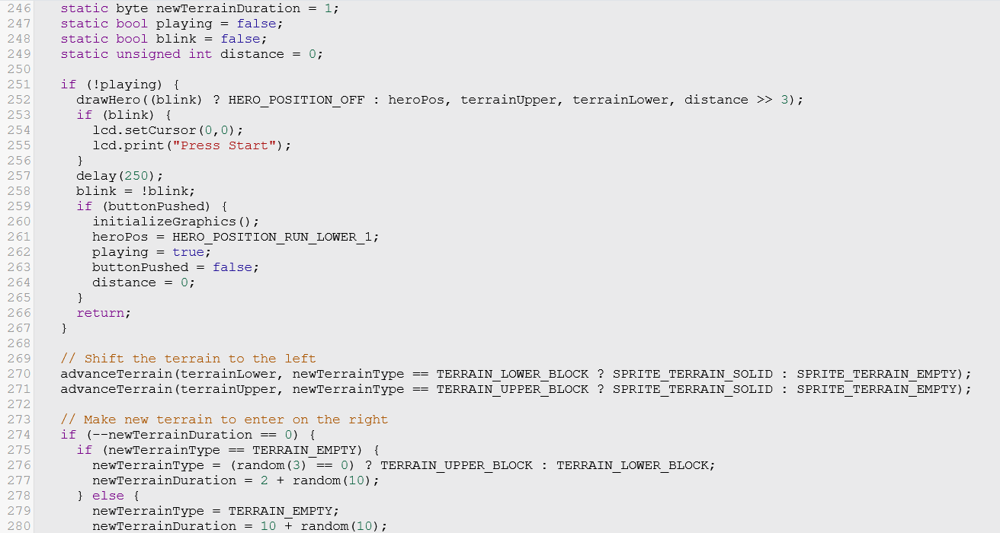 246 static byte newTerrainDuration = 1;
247 static bool playing = false;
248 static bool blink = false;
249 static unsigned int distance = 0;
250
251 if (!playing) {
252 drawHero((blink) ? HERO_POSITION_OFF : heroPos, terrainUpper, terrainLower, distance >> 3);
253 if (blink) {
254 lcd.setCursor(0,0);
255 lcd.print("Press Start");
256 }
257 delay(250);
258 blink = !blink;
259 if (buttonPushed) {
260 initializeGraphics();
261 heroPos = HERO_POSITION_RUN_LOWER_1;
262 playing = true;
263 buttonPushed = false;
264 distance = 0;
265 }
266 return;
267 }
268
269 // Shift the terrain to the left
270 advanceTerrain(terrainLower, newTerrainType == TERRAIN_LOWER_BLOCK ? SPRITE_TERRAIN_SOLID : SPRITE_TERRAIN_EMPTY);
271 advanceTerrain(terrainUpper, newTerrainType == TERRAIN_UPPER_BLOCK ? SPRITE_TERRAIN_SOLID : SPRITE_TERRAIN_EMPTY);
272
273 // Make new terrain to enter on the right
274 if (--newTerrainDuration == 0) {
275 if (newTerrainType == TERRAIN_EMPTY) {
276 newTerrainType = (random(3) == 0) ? TERRAIN_UPPER_BLOCK : TERRAIN_LOWER_BLOCK;
277 newTerrainDuration = 2 + random(10);
278 } else {
279 newTerrainType = TERRAIN_EMPTY;
280 newTerrainDuration = 10 + random(10);